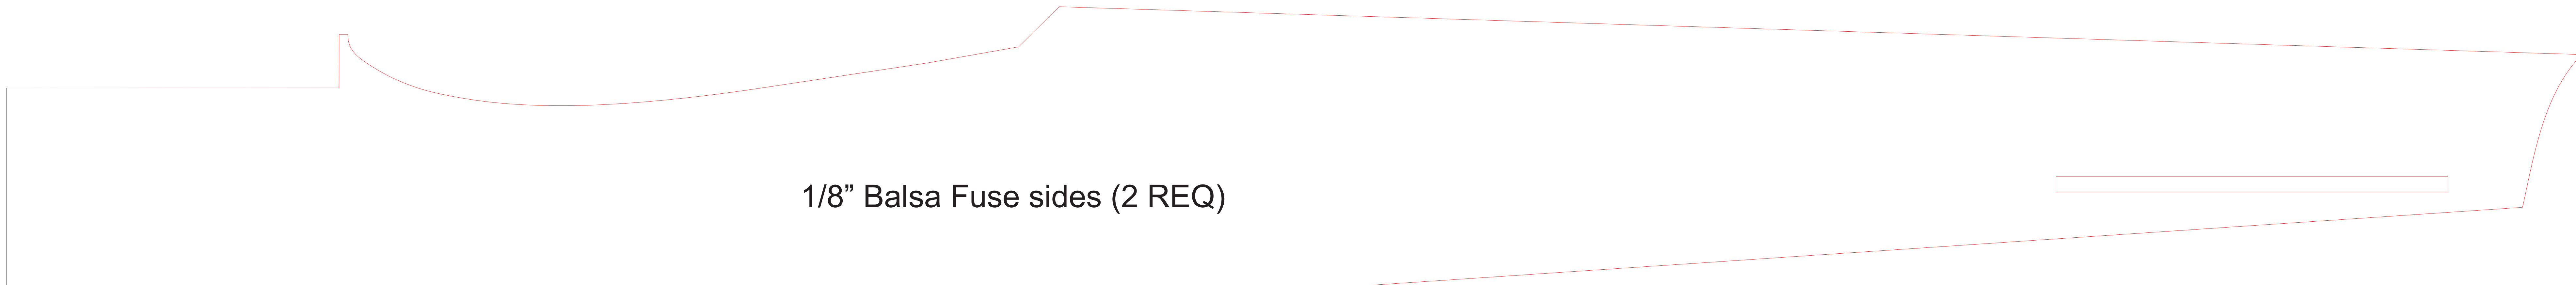 1/8” Balsa Fuse sides (2 REQ)